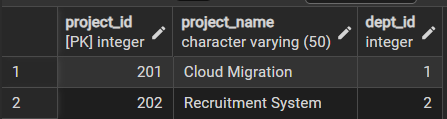 project_id project_name dept_id
[PK] integer character varying (50) integer
1 201 Cloud Migration 1
2 202 Recruitment System 2